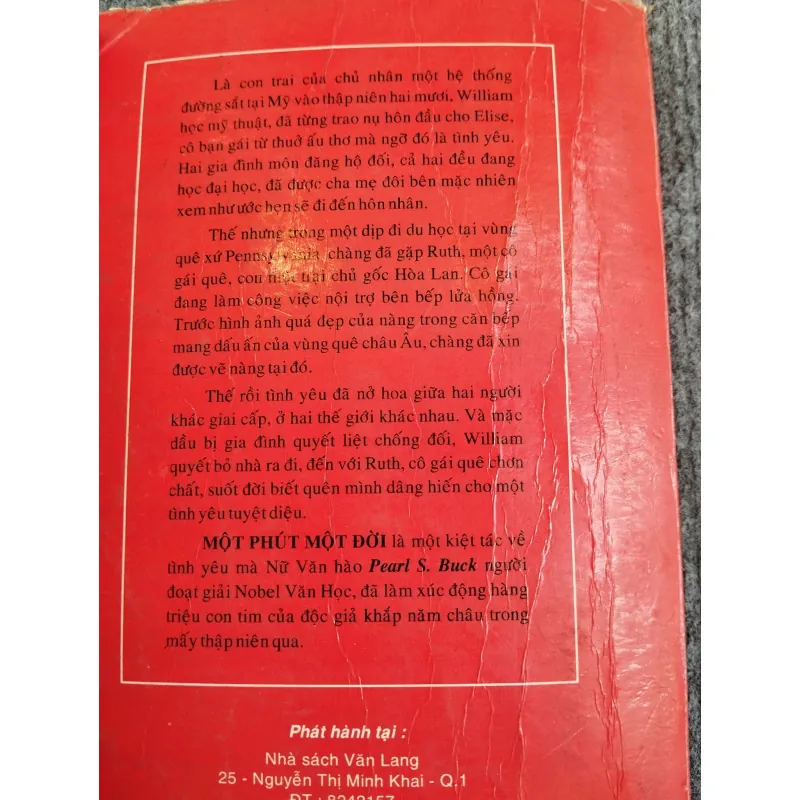 Là con trai của chủ nhân một hệ thống
đường sắt tại Mỹ vào thập niên hai mươi, William
học mỹ thuật, đã từng trao nụ hôn đầu cho Elise,
cô bạn gái từ thuở ấu thơ mà ngỡ đó là tình yêu.
Hai gia đình môn đăng hộ đối, cả hai đều đang
học đại học, đã được cha mẹ đôi bên mặc nhiên
xem như ước hẹn sẽ đi đến hôn nhân.
Thế nhưng trong một dịp đi du học tại vùng
quê xứ Pennsylvania, chàng đã gặp Ruth, một cô
gái quê, con một trại chủ gốc Hòa Lan. Cô gái
đang làm công việc nội trợ bên bếp lửa hồng.
Trước hình ảnh quá đẹp của nàng trong căn bếp
mang dấu ấn của vùng quê châu Âu, chàng đã xin
được vẽ nàng tại đó.
Thế rồi tình yêu đã nở hoa giữa hai người
khác giai cấp, ở hai thế giới khác nhau. Và mặc
dầu bị gia đình quyết liệt chống đối, William
quyết bỏ nhà ra đi, đến với Ruth, cô gái quê chơn
chất, suốt đời biết quên mình dâng hiến cho một
tình yêu tuyệt diệu.
MỘT PHÚT MỘT ĐỜI là một kiệt tác về
tình yêu mà Nữ Văn hào Pearl S. Buck người
đoạt giải Nobel Văn Học, đã làm xúc động hàng
triệu con tim của độc giả khắp năm châu trong
mấy thập niên qua.
Phát hành tại :
Nhà sách Văn Lang
25 - Nguyễn Thị Minh Khai - Q.1
ĐT : 8242157